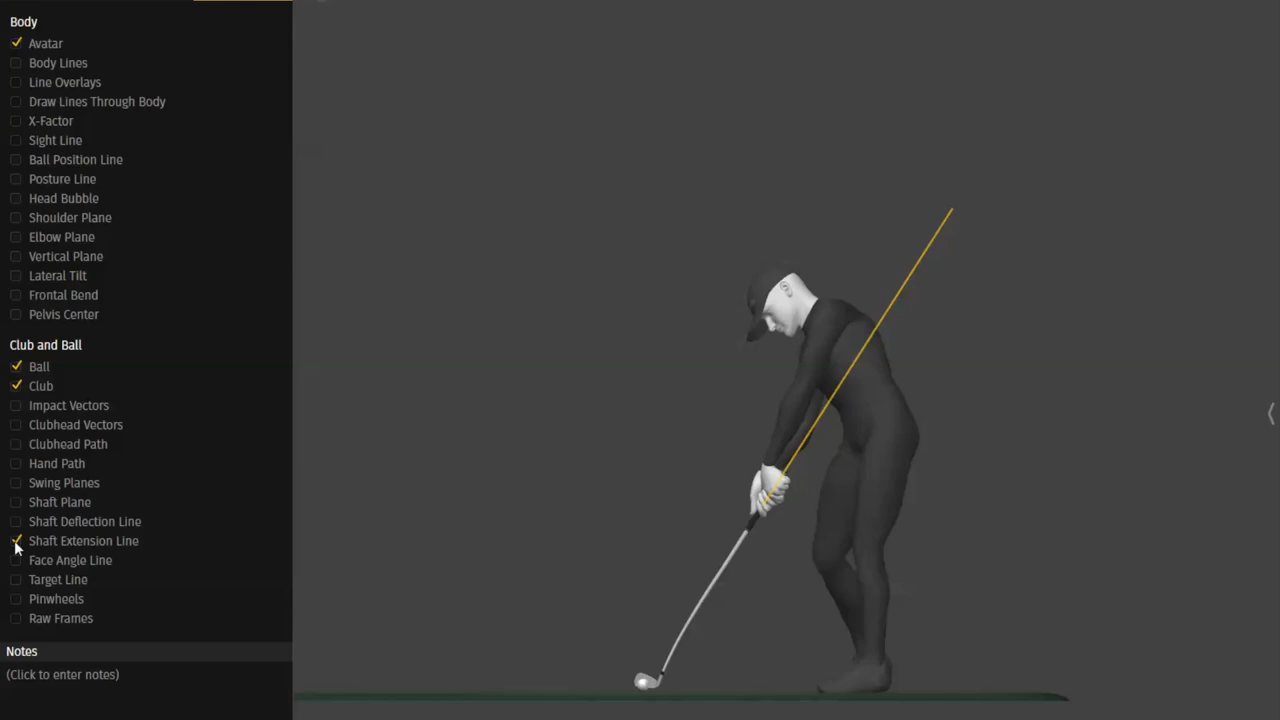 Body
Avatar
Body Lines
Line Overlays
Draw Lines Through Body
X-Factor
Sight Line
Ball Position Line
Posture Line
Head Bubble
Shoulder Plane
Elbow Plane
Vertical Plane
Lateral Tilt
Frontal Bend
Pelvis Center
Club and Ball
Ball
Club
Impact Vectors
Clubhead Vectors
Clubhead Path
Hand Path
Swing Planes
Shaft Plane
Shaft Deflection Line
Shaft Extension Line
Face Angle Line
Target Line
Pinwheels
Raw Frames
Notes
(Click to enter notes)